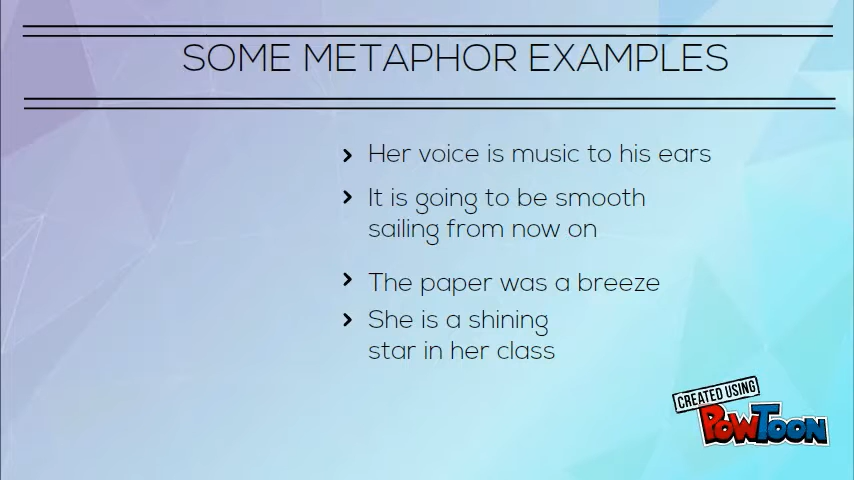 SOME METAPHOR EXAMPLES
Her voice is music to his ears
It is going to be smooth
sailing from now on
The paper was a breeze
She is a shining
star in her class
CREATED USING
POWTOON